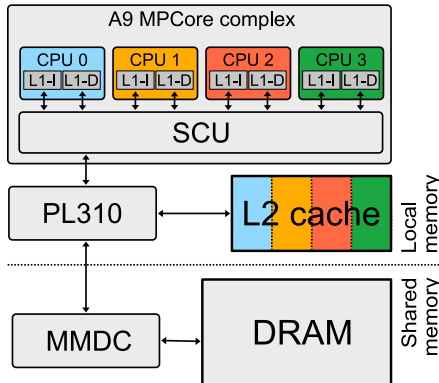 A9 MPCore complex
CPU 0 CPU 1 CPU 2 CPU 3
L1-I L1-D L1-I L1-D L1-I L1-D L1-I L1-D
SCU
PL310
L2 cache
Local
memory
MMDC
DRAM
Shared
memory